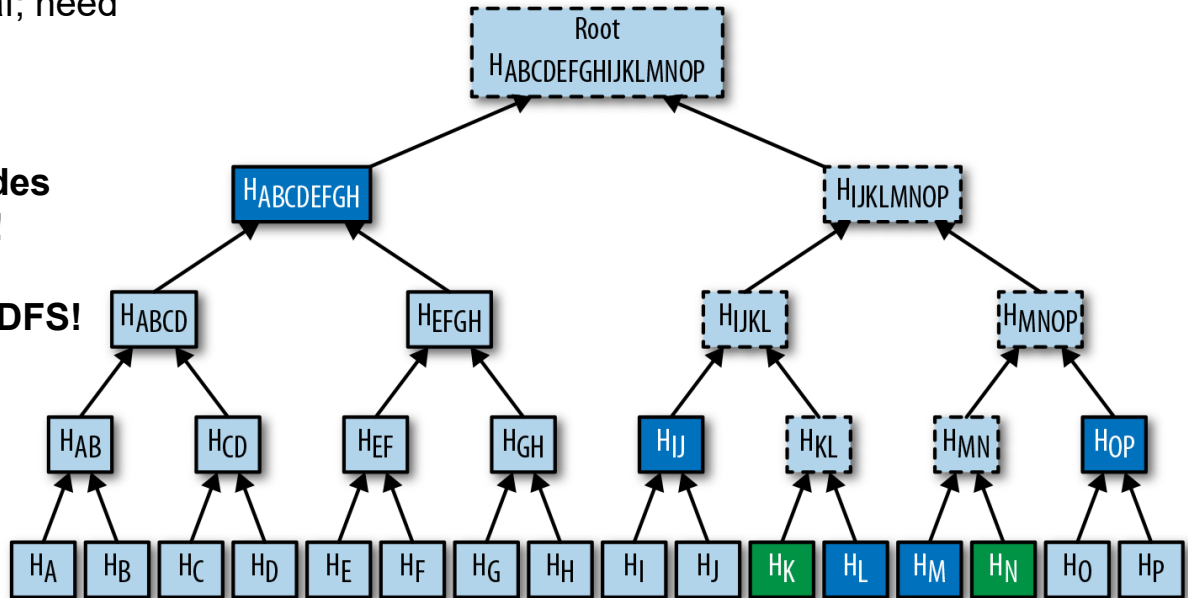 need
Root
HABCDEFGHIJKLMNOP
HABCDEFGH
HIJKLMNOP
DFS!
HABCD
HEFGH
HIJKL
HMNOP
HAB
HCD
HEF
HGH
HIJ
HKL
HMN
HOP
HA
HB
HC
HD
HE
HF
HG
HH
HI
HJ
HK
HL
HM
HN
HO
HP